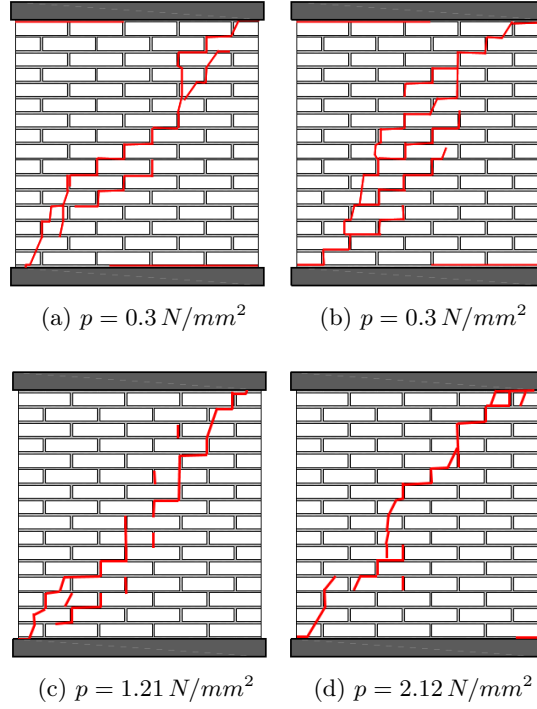 (a) p = 0.3 N/mm²
(b) p = 0.3 N/mm²
(c) p = 1.21 N/mm²
(d) p = 2.12 N/mm²